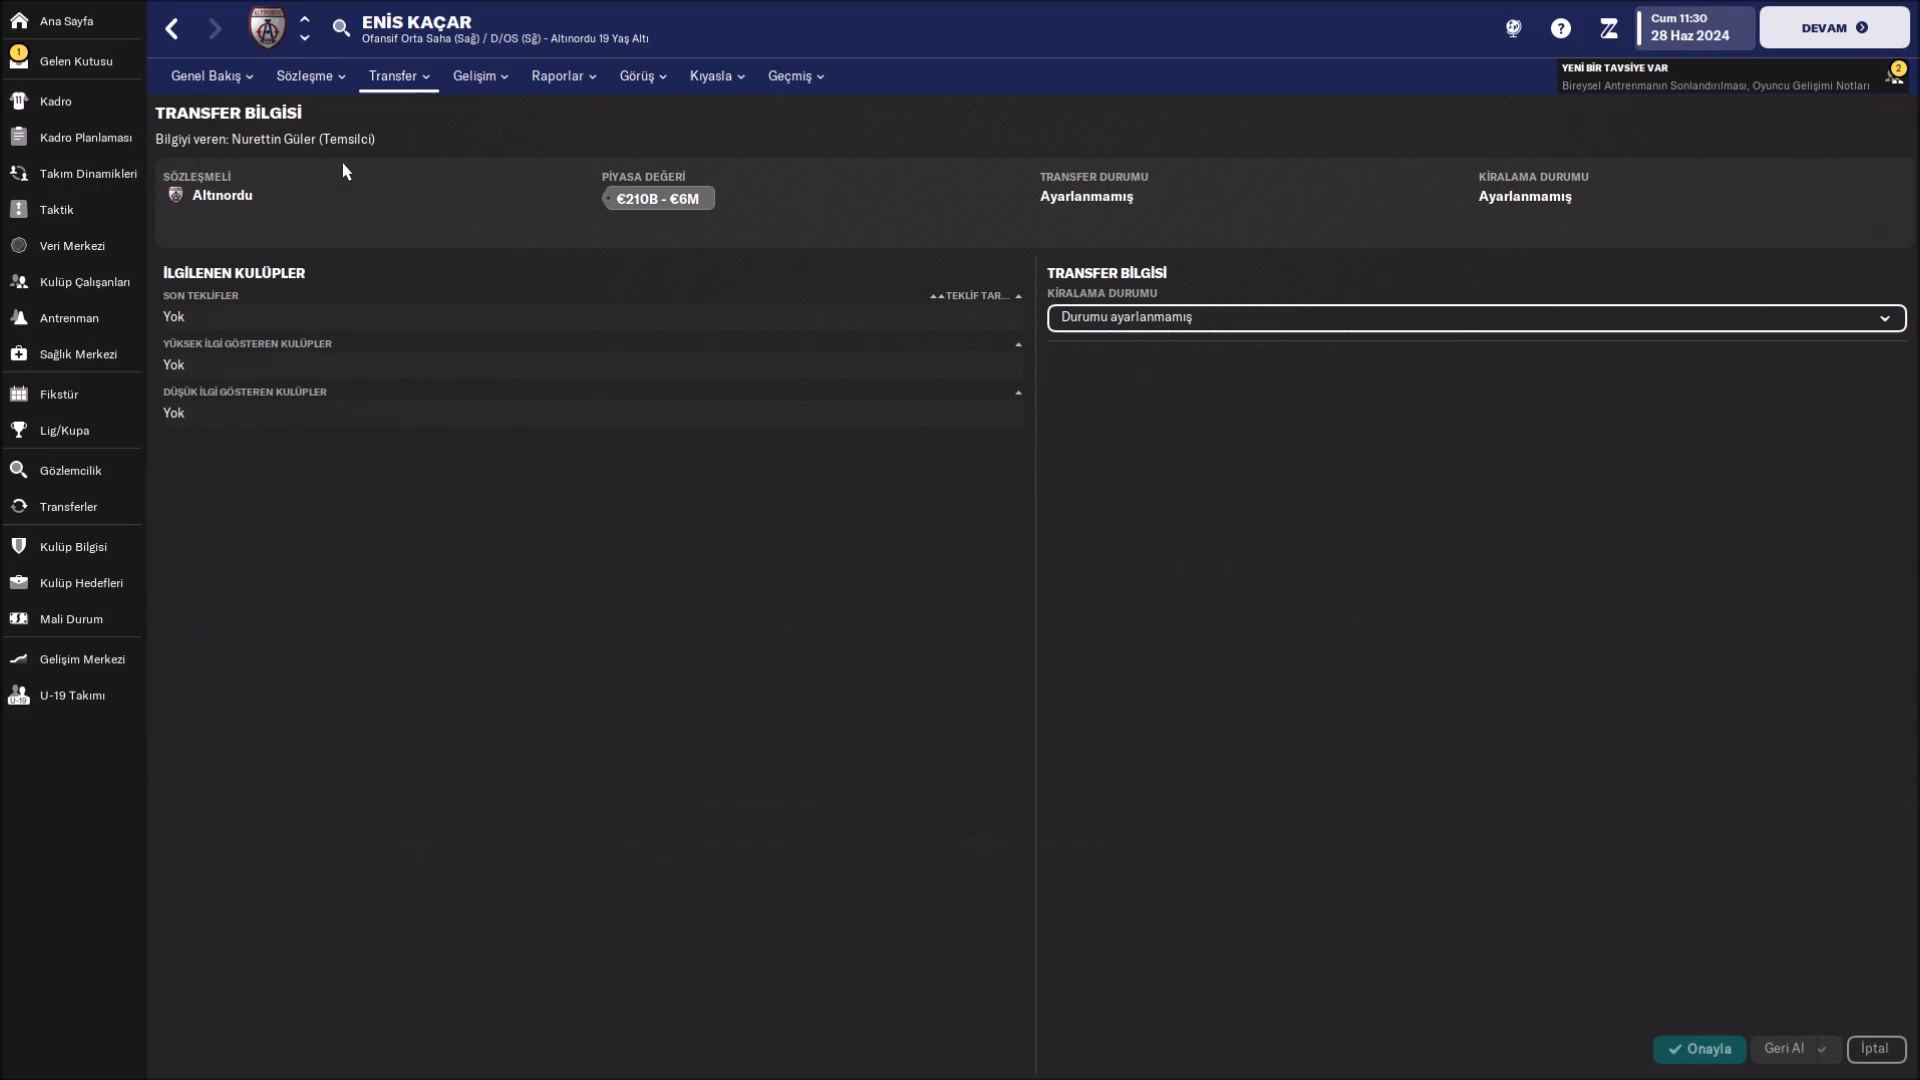 Ana Sayfa
1
Gelen Kutusu
11
Kadro
Kadro Planlaması
Takım Dinamikleri
Taktik
Veri Merkezi
Kulüp Çalışanları
Antrenman
Sağlık Merkezi
Fikstür
Lig/Kupa
Gözlemcilik
Transferler
Kulüp Bilgisi
Kulüp Hedefleri
Mali Durum
Gelişim Merkezi
U-19
U-19 Takımı
ALTINORDU
ENİS KAÇAR
Ofansif Orta Saha (Sağ) / D/OS (Sğ) - Altınordu 19 Yaş Altı
?
Cum 11:30
28 Haz 2024
DEVAM
Genel Bakış Sözleşme Transfer Gelişim Raporlar Görüş Kıyasla Geçmiş
YENİ BİR TAVSİYE VAR
2
Bireysel Antrenmanın Sonlandırılması, Oyuncu Gelişimi Notları
TRANSFER BİLGİSİ
Bilgiyi veren: Nurettin Güler (Temsilci)
SÖZLEŞMELİ
Altınordu
PİYASA DEĞERİ
€210B - €6M
TRANSFER DURUMU
Ayarlanmamış
KİRALAMA DURUMU
Ayarlanmamış
İLGİLENEN KULÜPLER
SON TEKLİFLER TEKLİF TAR...
Yok
YÜKSEK İLGİ GÖSTEREN KULÜPLER
Yok
DÜŞÜK İLGİ GÖSTEREN KULÜPLER
Yok
TRANSFER BİLGİSİ
KİRALAMA DURUMU
Durumu ayarlanmamış
Onayla Geri Al İptal